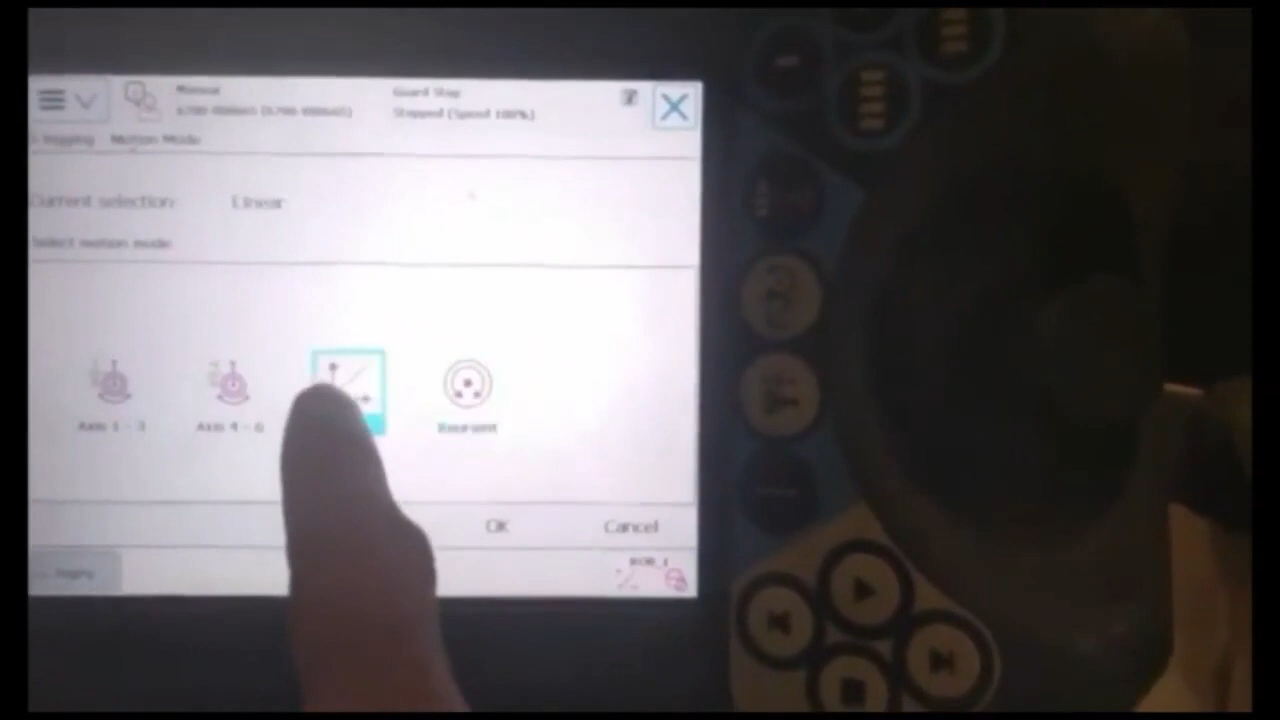 Manual
Guard Stop
Stopped (Speed 100%)
Motion Mode
Current selection:
Linear
Select motion mode
Axis 1 - 3
Axis 4 - 6
Reorient
OK
Cancel
ROB_1